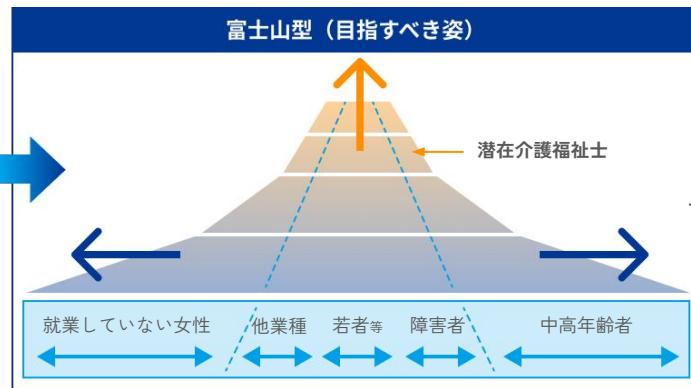 富士山型（目指すべき姿）
潜在介護福祉士
就業していない女性 他業種 若者等 障害者 中高年齢者